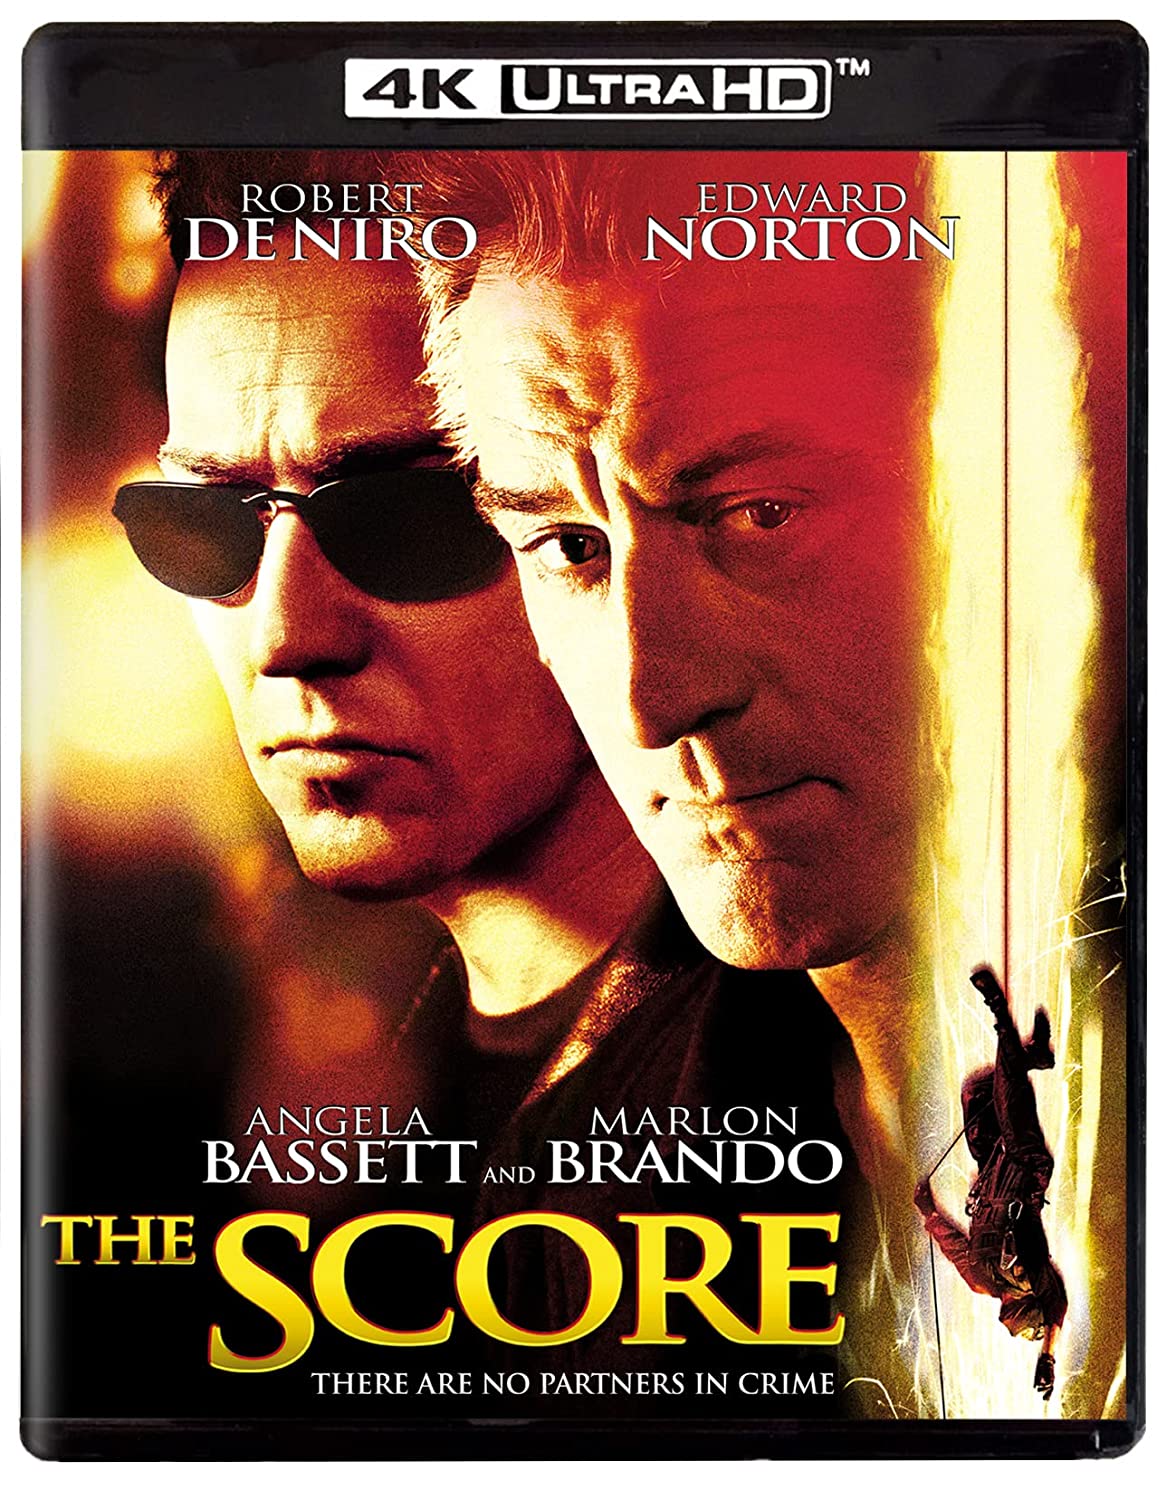 4K ULTRA HD™
ROBERT EDWARD
DE NIRO NORTON
ANGELA MARLON
BASSETT AND BRANDO
THE SCORE
THERE ARE NO PARTNERS IN CRIME